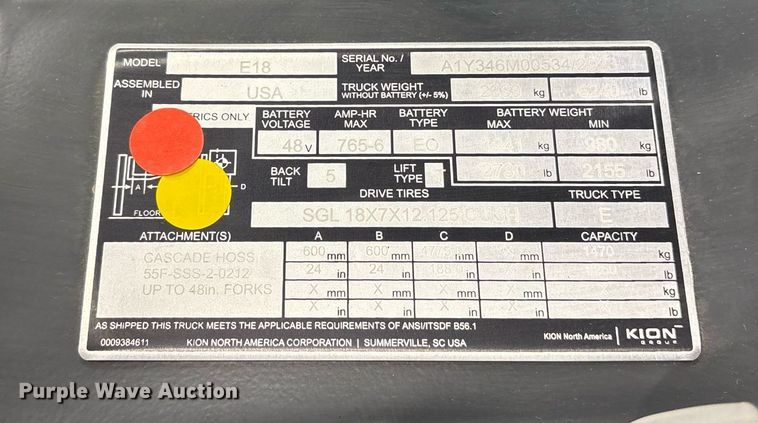 MODEL E18 SERIAL No. / YEAR A1Y346M00534/
ASSEMBLED IN USA TRUCK WEIGHT WITHOUT BATTERY (+/- 5%) kg lb
ONLY BATTERY VOLTAGE AMP-HR MAX BATTERY TYPE BATTERY WEIGHT
MAX MIN
48 V 765-6 EO kg 980 kg
BACK TILT 5 LIFT TYPE lb 2155 lb
A D
FLOOR
DRIVE TIRES TRUCK TYPE
SGL 18X7X12.125 E
ATTACHMENT(S) A B C D CAPACITY
CASCADE HOSS 600 mm 600 mm mm mm kg
55F-SSS-2-0212 24 in 24 in in in lb
UP TO 48in. FORKS X mm X mm mm X mm kg
X in X in X in X in lb
AS SHIPPED THIS TRUCK MEETS THE APPLICABLE REQUIREMENTS OF ANSI/ITSDF B56.1
0009384611 KION NORTH AMERICA CORPORATION | SUMMERVILLE, SC USA
KION North America | KION GROUP
Purple Wave Auction